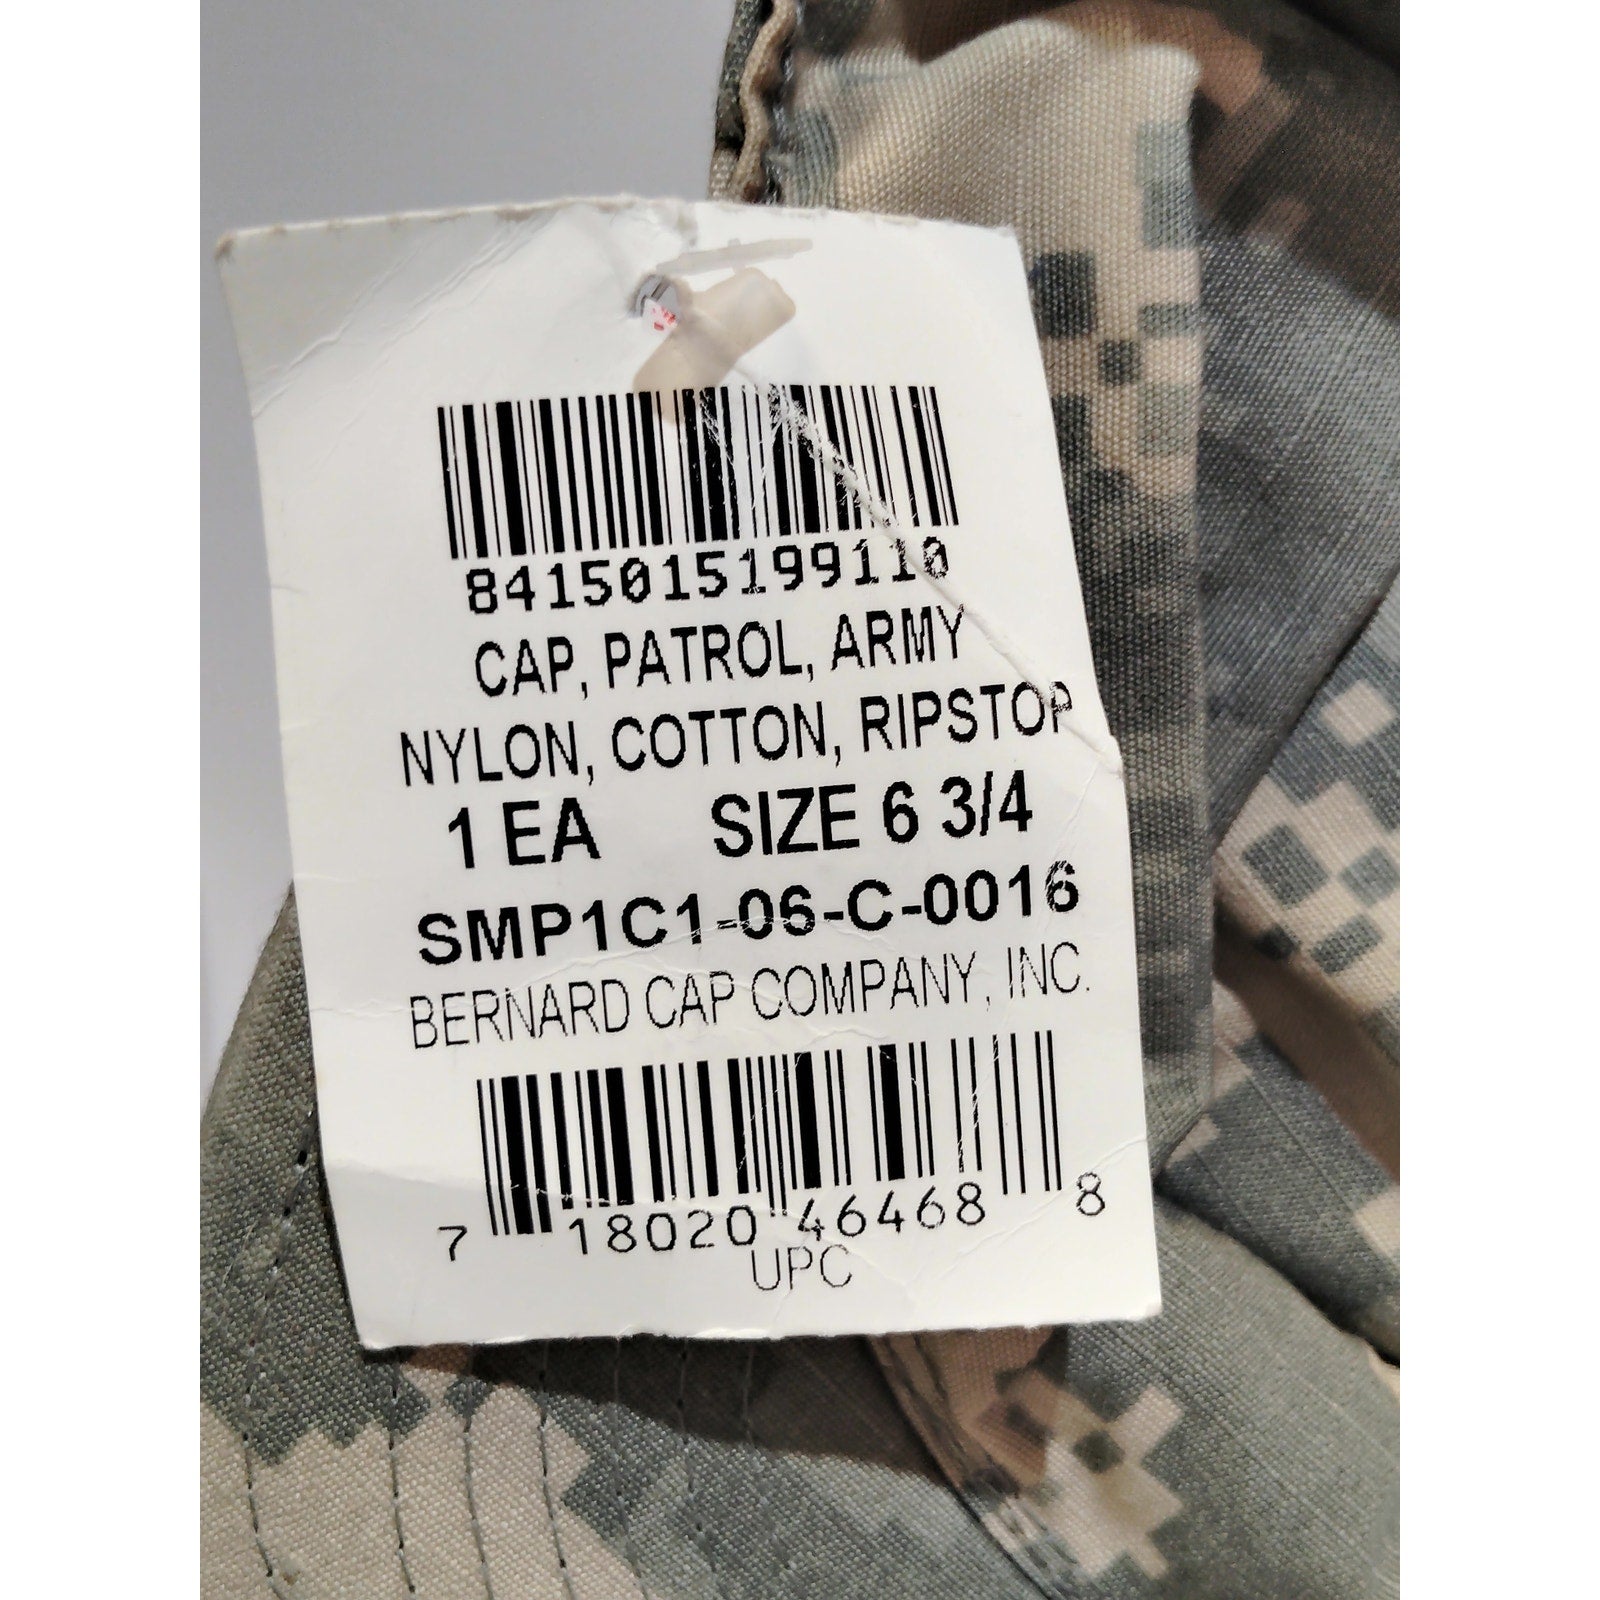 8415015199110
CAP, PATROL, ARMY
NYLON, COTTON, RIPSTOP
1 EA SIZE 6 3/4
SMP1C1-06-C-0016
BERNARD CAP COMPANY, INC.
7 18020 46468 8
UPC